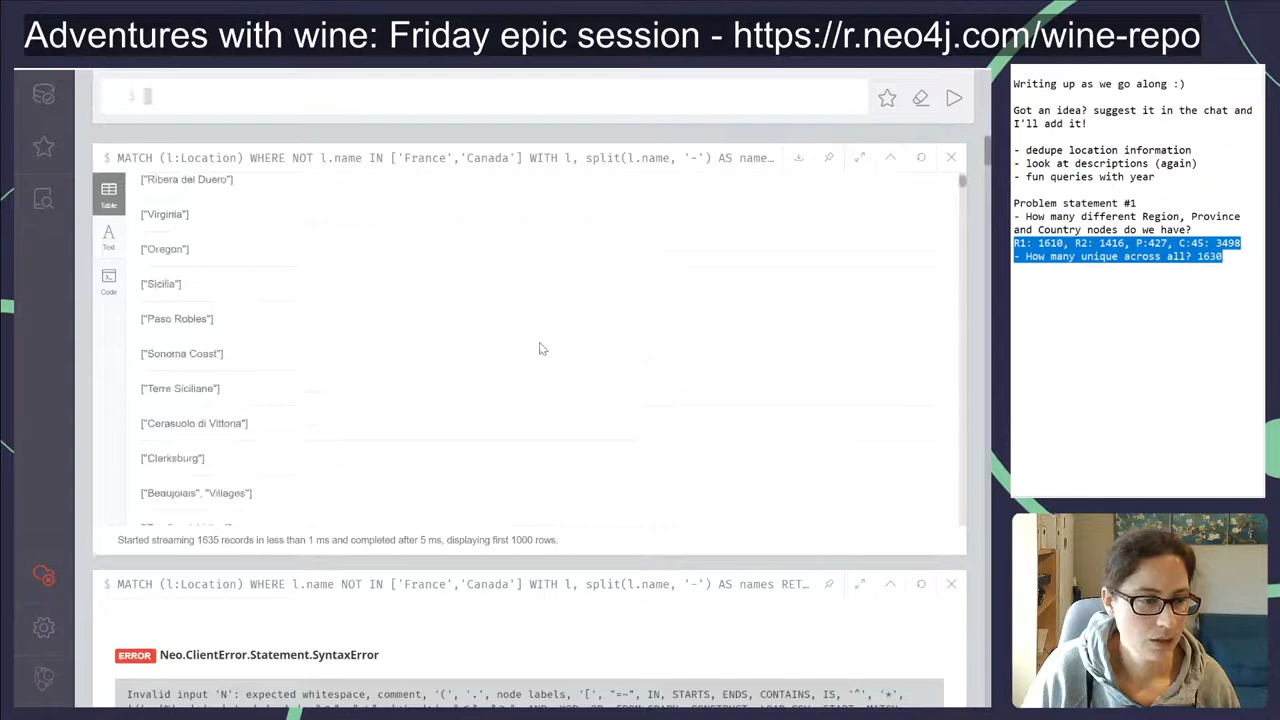 Adventures with wine: Friday epic session - https://r.neo4j.com/wine-repo
$
$ MATCH (l:Location) WHERE NOT l.name IN ['France','Canada'] WITH l, split(l.name, '-') AS name…
["Ribera del Duero"]
Table
["Virginia"]
Text
["Oregon"]
Code
["Sicilia"]
["Paso Robles"]
["Sonoma Coast"]
["Terre Siciliane"]
["Cerasuolo di Vittoria"]
["Clarksburg"]
["Beaujolais", "Villages"]
Started streaming 1635 records in less than 1 ms and completed after 5 ms, displaying first 1000 rows.
$ MATCH (l:Location) WHERE l.name NOT IN ['France','Canada'] WITH l, split(l.name, '-') AS names RET…
ERROR Neo.ClientError.Statement.SyntaxError
Invalid input 'N': expected whitespace, comment, '(', '.', node labels, '[', "=~", IN, STARTS, ENDS, CONTAINS, IS, '^', '*',
Writing up as we go along :)
Got an idea? suggest it in the chat and
I'll add it!
- dedupe location information
- look at descriptions (again)
- fun queries with year
Problem statement #1
- How many different Region, Province
and Country nodes do we have?
R1: 1610, R2: 1416, P:427, C:45: 3498
- How many unique across all? 1630